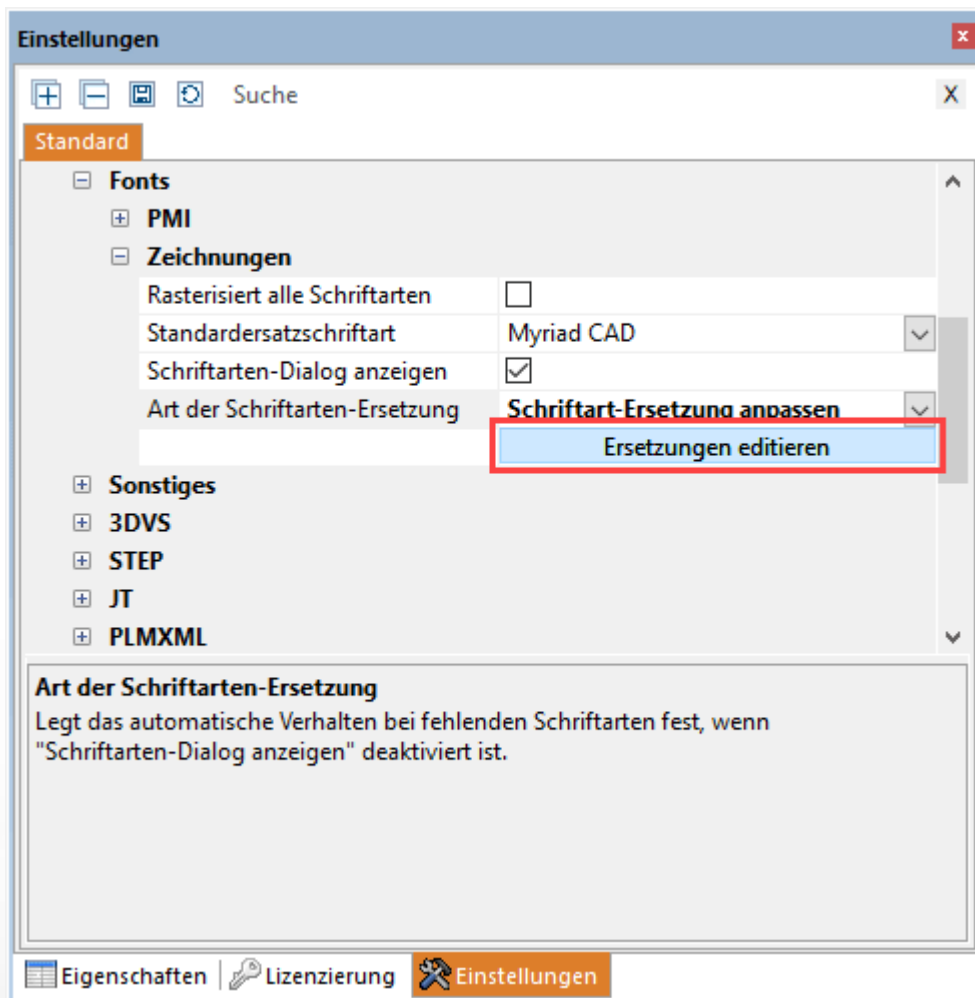 Einstellungen
Suche X
Standard
Fonts
PMI
Zeichnungen
Rasterisiert alle Schriftarten
Standardersatzschriftart Myriad CAD
Schriftarten-Dialog anzeigen
Art der Schriftarten-Ersetzung Schriftart-Ersetzung anpassen
Ersetzungen editieren
Sonstiges
3DVS
STEP
JT
PLMXML
Art der Schriftarten-Ersetzung
Legt das automatische Verhalten bei fehlenden Schriftarten fest, wenn
"Schriftarten-Dialog anzeigen" deaktiviert ist.
Eigenschaften Lizenzierung Einstellungen